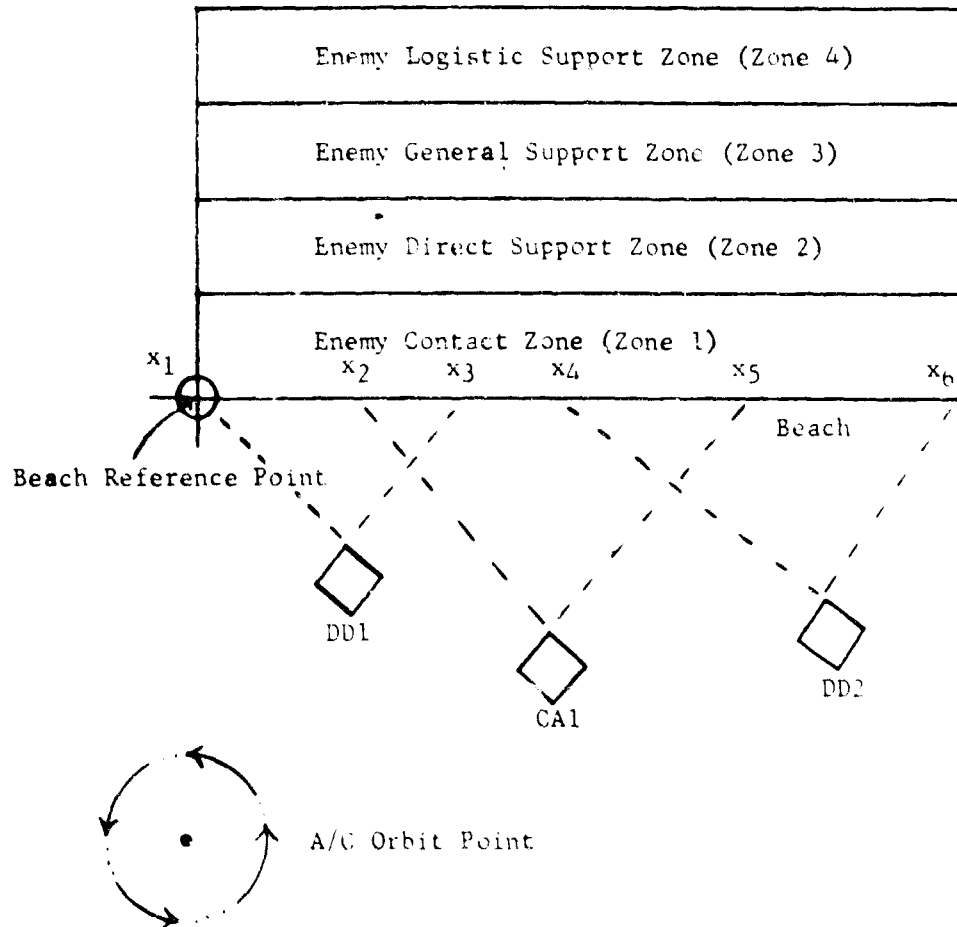 Enemy Logistic Support Zone (Zone 4)
Enemy General Support Zone (Zone 3)
Enemy Direct Support Zone (Zone 2)
Enemy Contact Zone (Zone 1)
x1 x2 x3 x4 x5 x6
Beach
Beach Reference Point
DD1
CA1
DD2
A/C Orbit Point